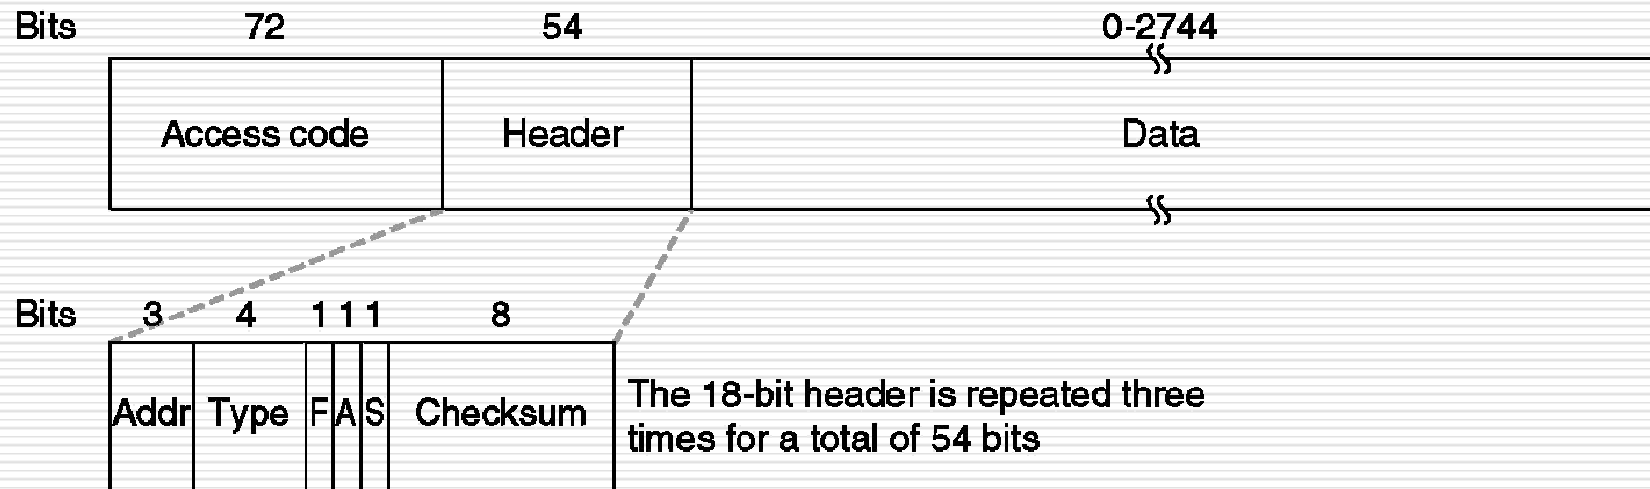 Bits 72 54 0-2744
Access code Header Data
Bits 3 4 1 1 1 8
Addr Type F A S Checksum
The 18-bit header is repeated three
times for a total of 54 bits